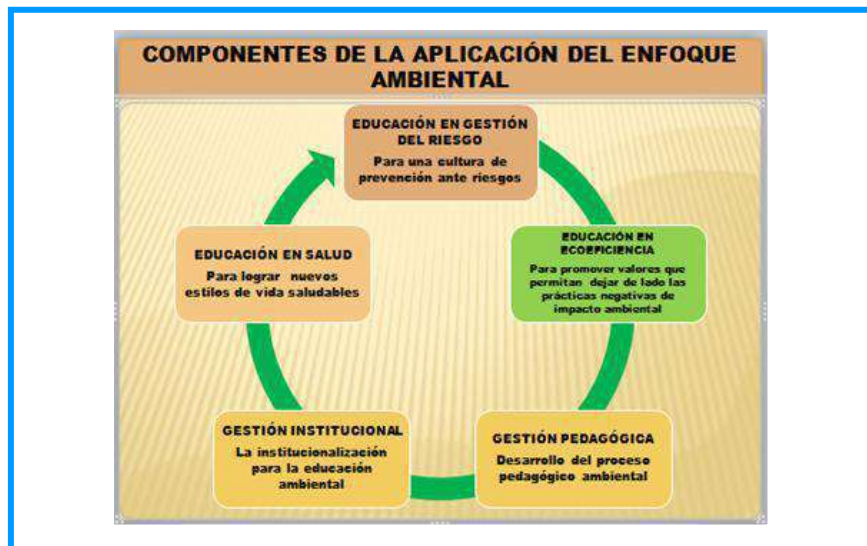 COMPONENTES DE LA APLICACIÓN DEL ENFOQUE
AMBIENTAL
EDUCACIÓN EN GESTIÓN
DEL RIESGO
Para una cultura de
prevención ante riesgos
EDUCACIÓN EN
ECOEFICIENCIA
Para promover valores que
permitan dejar de lado las
prácticas negativas de
impacto ambiental
GESTIÓN PEDAGÓGICA
Desarrollo del proceso
pedagógico ambiental
GESTIÓN INSTITUCIONAL
La institucionalización
para la educación
ambiental
EDUCACIÓN EN SALUD
Para lograr nuevos
estilos de vida saludables